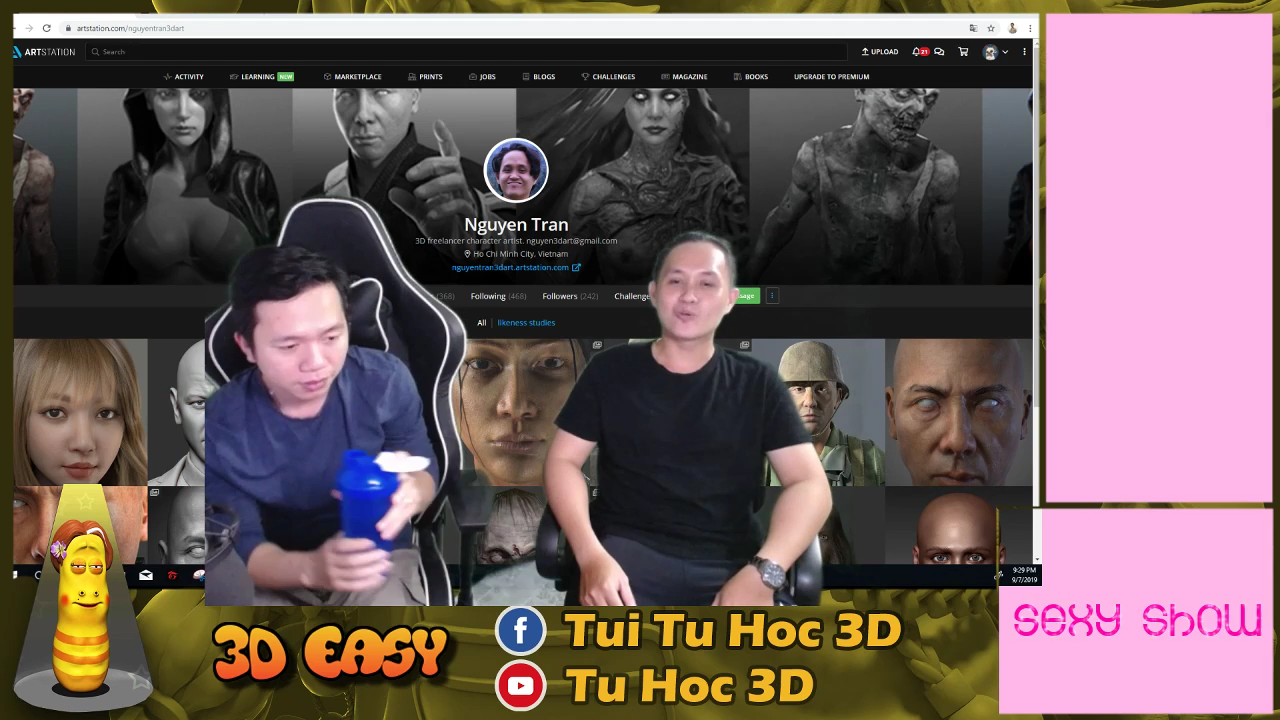 artstation.com/nguyentran3dart
ARTSTATION
Search
UPLOAD
21
ACTIVITY
LEARNING NEW
MARKETPLACE
PRINTS
JOBS
BLOGS
CHALLENGES
MAGAZINE
BOOKS
UPGRADE TO PREMIUM
Nguyen Tran
3D freelancer character artist. nguyen3dart@gmail.com
Ho Chi Minh City, Vietnam
nguyentran3dart.artstation.com
(368) Following (468) Followers (242)
All | likeness studies
9:29 PM
9/7/2019
3D EASY
Tui Tu Hoc 3D
Tu Hoc 3D
Sexy Show